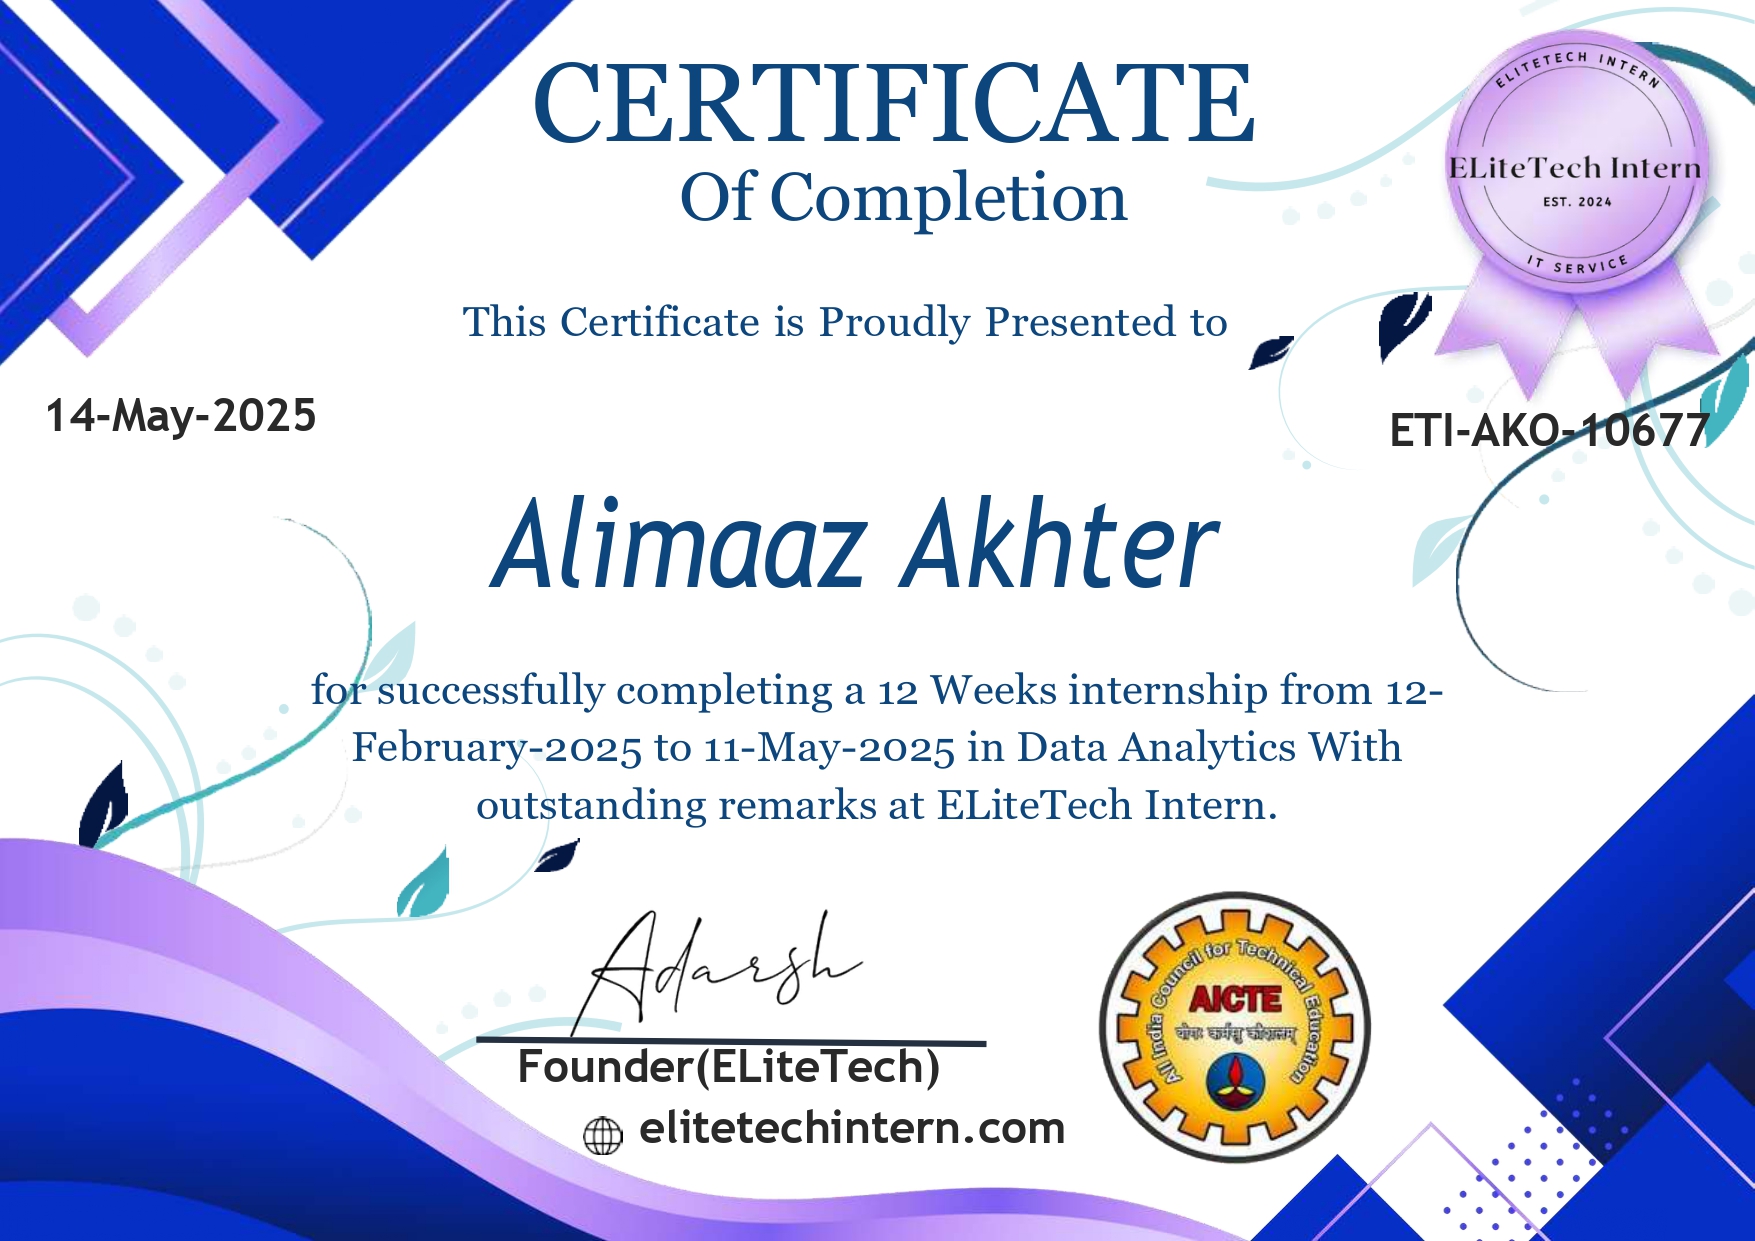 CERTIFICATE
Of Completion
ELITETECH INTERN
ELiteTech Intern
EST. 2024
IT SERVICE
This Certificate is Proudly Presented to
14-May-2025
ETI-AKO-10677
Alimaaz Akhter
for successfully completing a 12 Weeks internship from 12-
February-2025 to 11-May-2025 in Data Analytics With
outstanding remarks at ELiteTech Intern.
Adarsh
Founder(ELiteTech)
elitetechintern.com
All India Council for Technical Education
AICTE
योगः कर्मसु कौशलम्